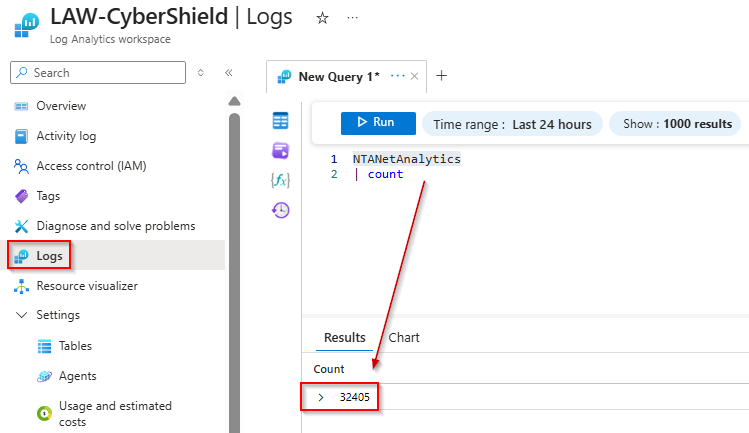 LAW-CyberShield | Logs
Log Analytics workspace
Search
Overview
Activity log
Access control (IAM)
Tags
Diagnose and solve problems
Logs
Resource visualizer
Settings
Tables
Agents
Usage and estimated
costs
New Query 1*
Run
Time range : Last 24 hours
Show : 1000 results
1 NTANetAnalytics
2 | count
Results Chart
Count
32405